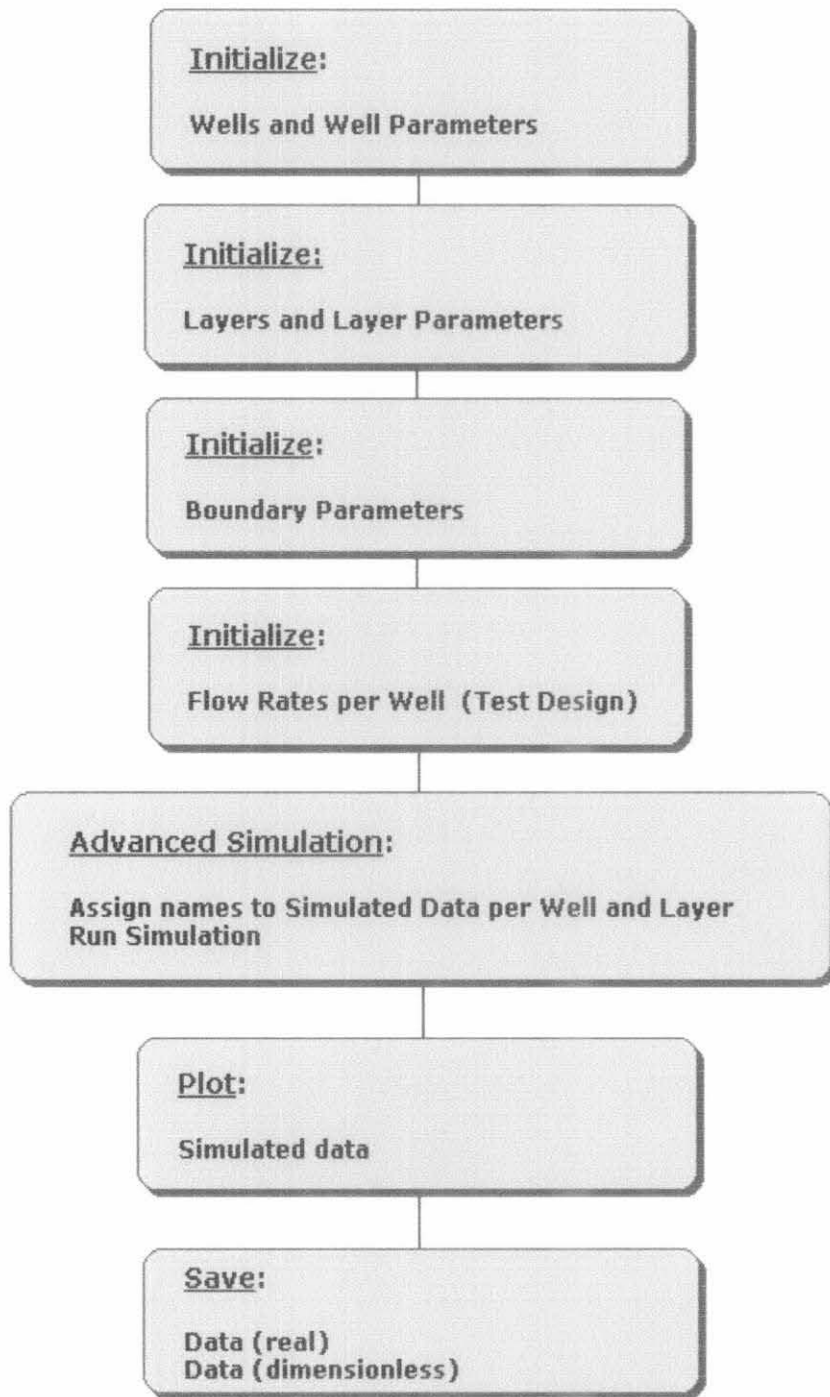 Initialize:
Wells and Well Parameters
Initialize:
Layers and Layer Parameters
Initialize:
Boundary Parameters
Initialize:
Flow Rates per Well (Test Design)
Advanced Simulation:
Assign names to Simulated Data per Well and Layer
Run Simulation
Plot:
Simulated data
Save:
Data (real)
Data (dimensionless)